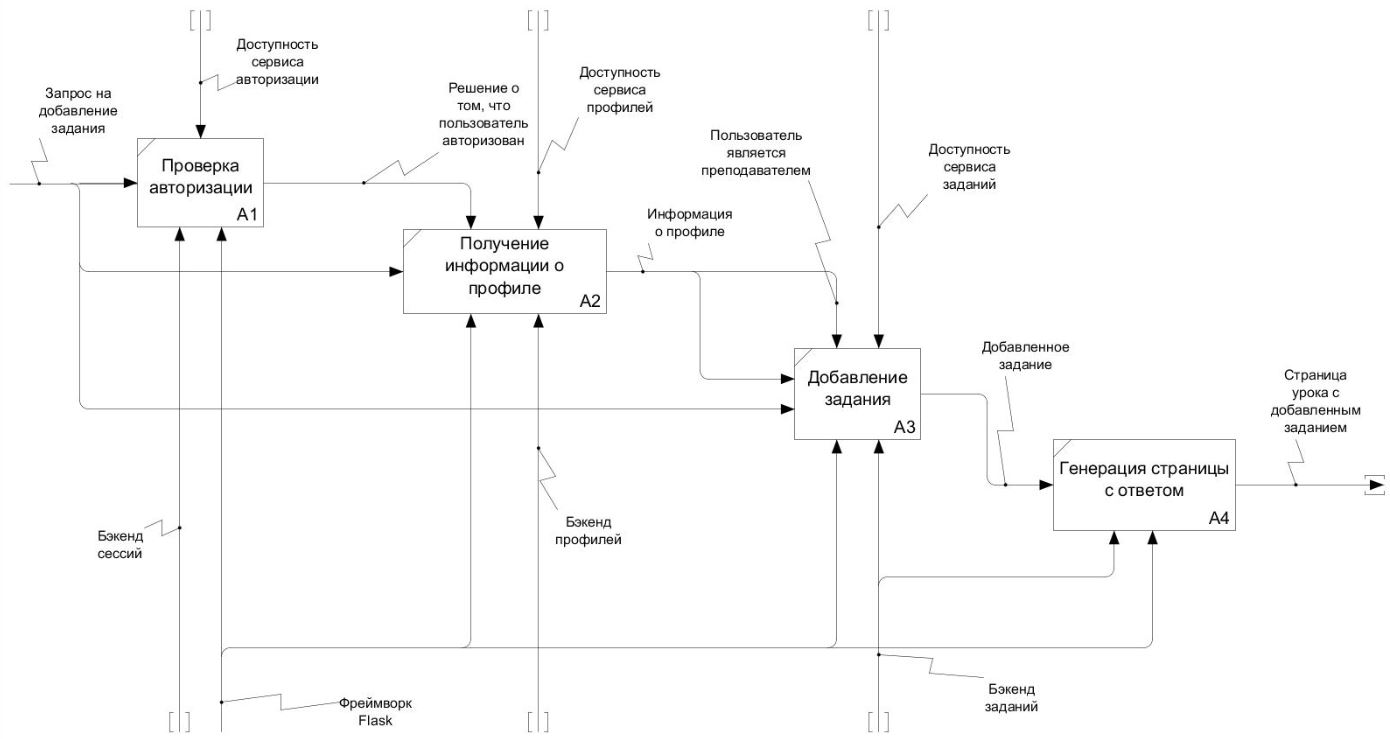 Доступность
сервиса
авторизации
Запрос на
добавление
задания
Решение о
том, что
пользователь
авторизован
Доступность
сервиса
профилей
Пользователь
является
преподавателем
Доступность
сервиса
заданий
Проверка
авторизации
A1
Информация
о профиле
Получение
информации о
профиле
A2
Добавление
задания
A3
Добавленное
задание
Страница
урока с
добавленным
заданием
Генерация страницы
с ответом
A4
Бэкенд
сессий
Бэкенд
профилей
Бэкенд
заданий
Фреймворк
Flask